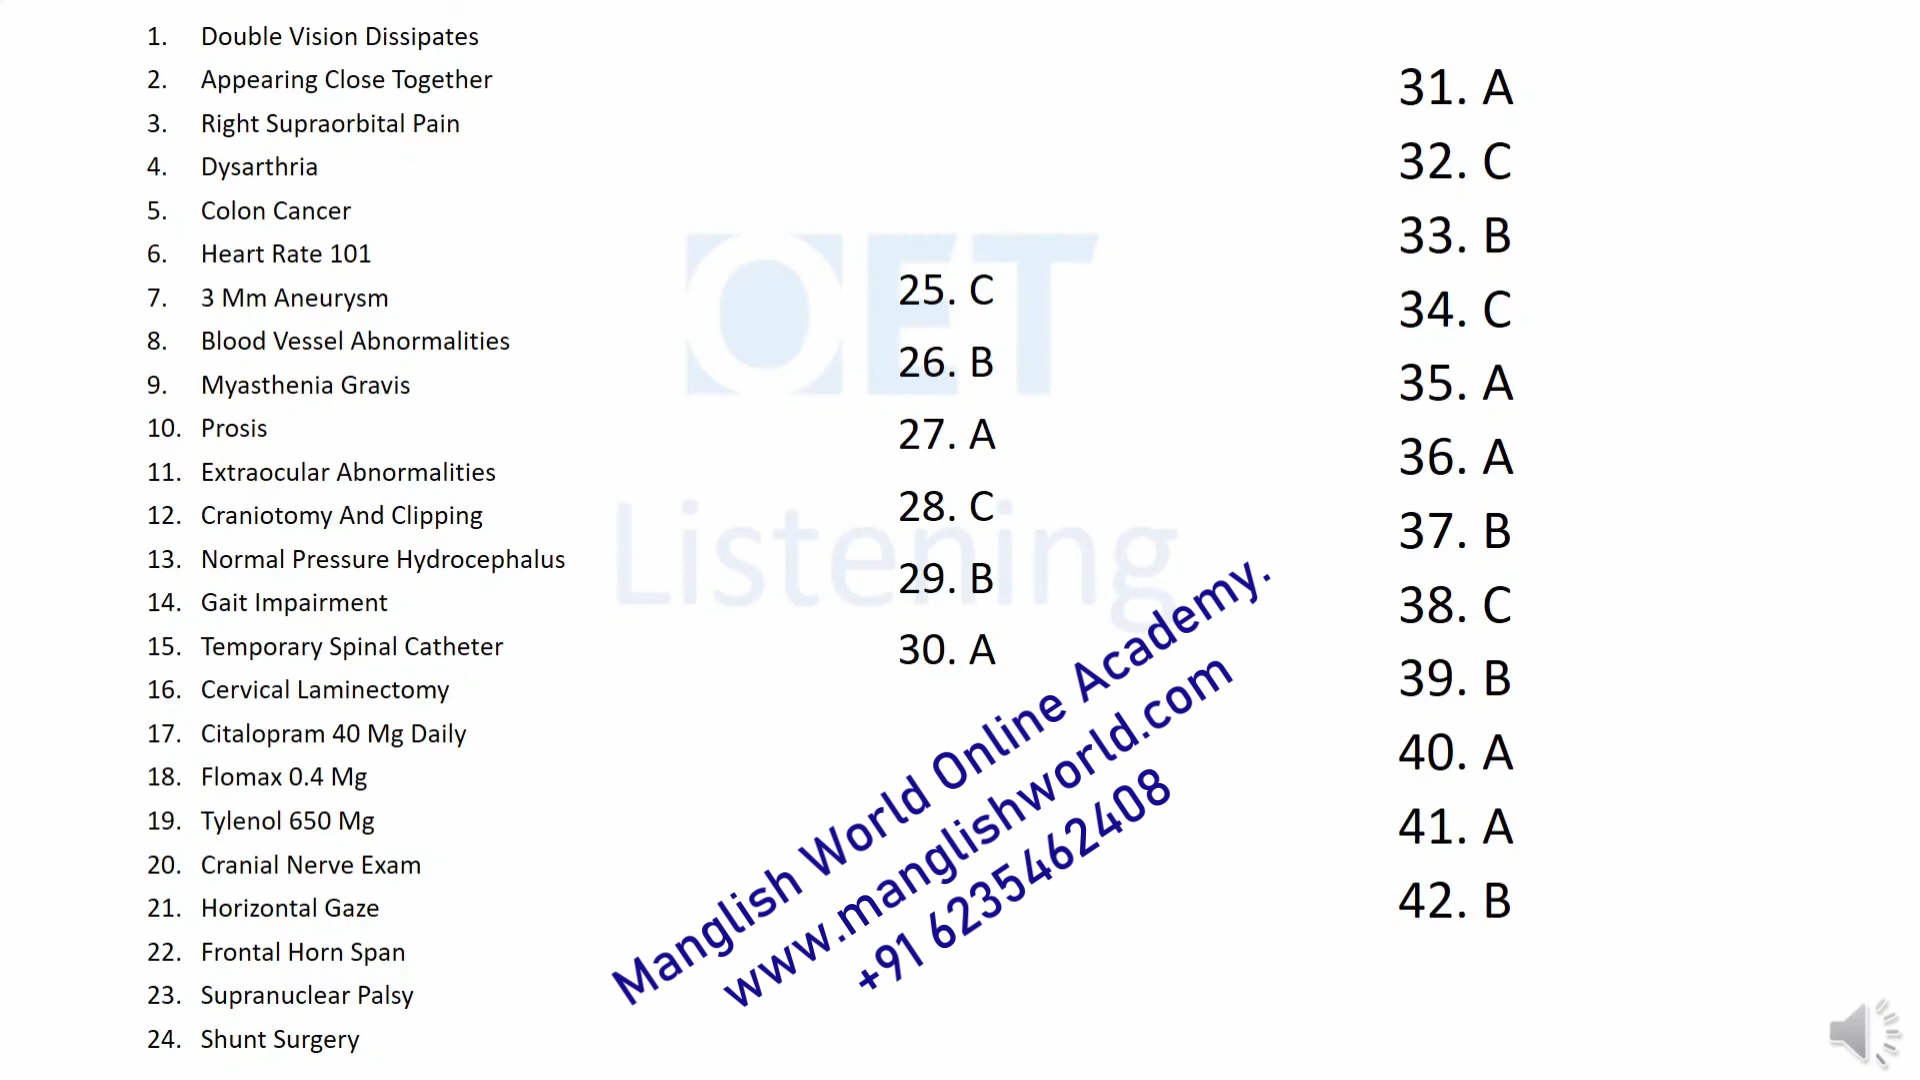 1. Double Vision Dissipates
2. Appearing Close Together
3. Right Supraorbital Pain
4. Dysarthria
5. Colon Cancer
6. Heart Rate 101
7. 3 Mm Aneurysm
8. Blood Vessel Abnormalities
9. Myasthenia Gravis
10. Prosis
11. Extraocular Abnormalities
12. Craniotomy And Clipping
13. Normal Pressure Hydrocephalus
14. Gait Impairment
15. Temporary Spinal Catheter
16. Cervical Laminectomy
17. Citalopram 40 Mg Daily
18. Flomax 0.4 Mg
19. Tylenol 650 Mg
20. Cranial Nerve Exam
21. Horizontal Gaze
22. Frontal Horn Span
23. Supranuclear Palsy
24. Shunt Surgery
OET
Listening
25. C
26. B
27. A
28. C
29. B
30. A
Manglish World Online Academy.
www.manglishworld.com
+91 6235462408
31. A
32. C
33. B
34. C
35. A
36. A
37. B
38. C
39. B
40. A
41. A
42. B